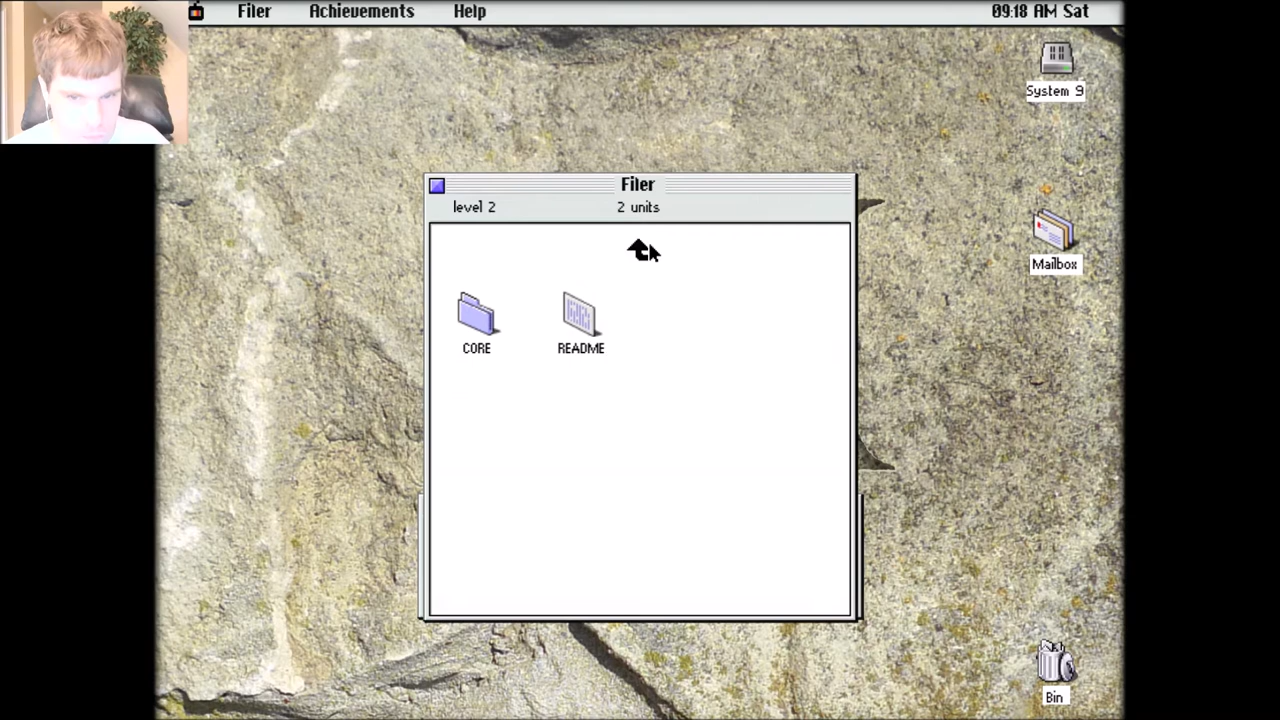 Filer Achievements Help 09:18 AM Sat
System 9
Filer
level 2 2 units
Mailbox
CORE README
Bin